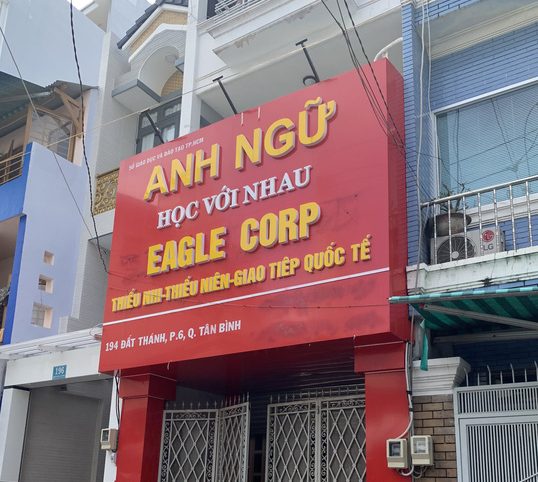 SỞ GIÁO DỤC VÀ ĐÀO TẠO TP.HCM
ANH NGỮ
HỌC VỚI NHAU
EAGLE CORP
THIẾU NHI-THIẾU NIÊN-GIAO TIẾP QUỐC TẾ
194 ĐẤT THÁNH, P.6, Q. TÂN BÌNH
196
LG